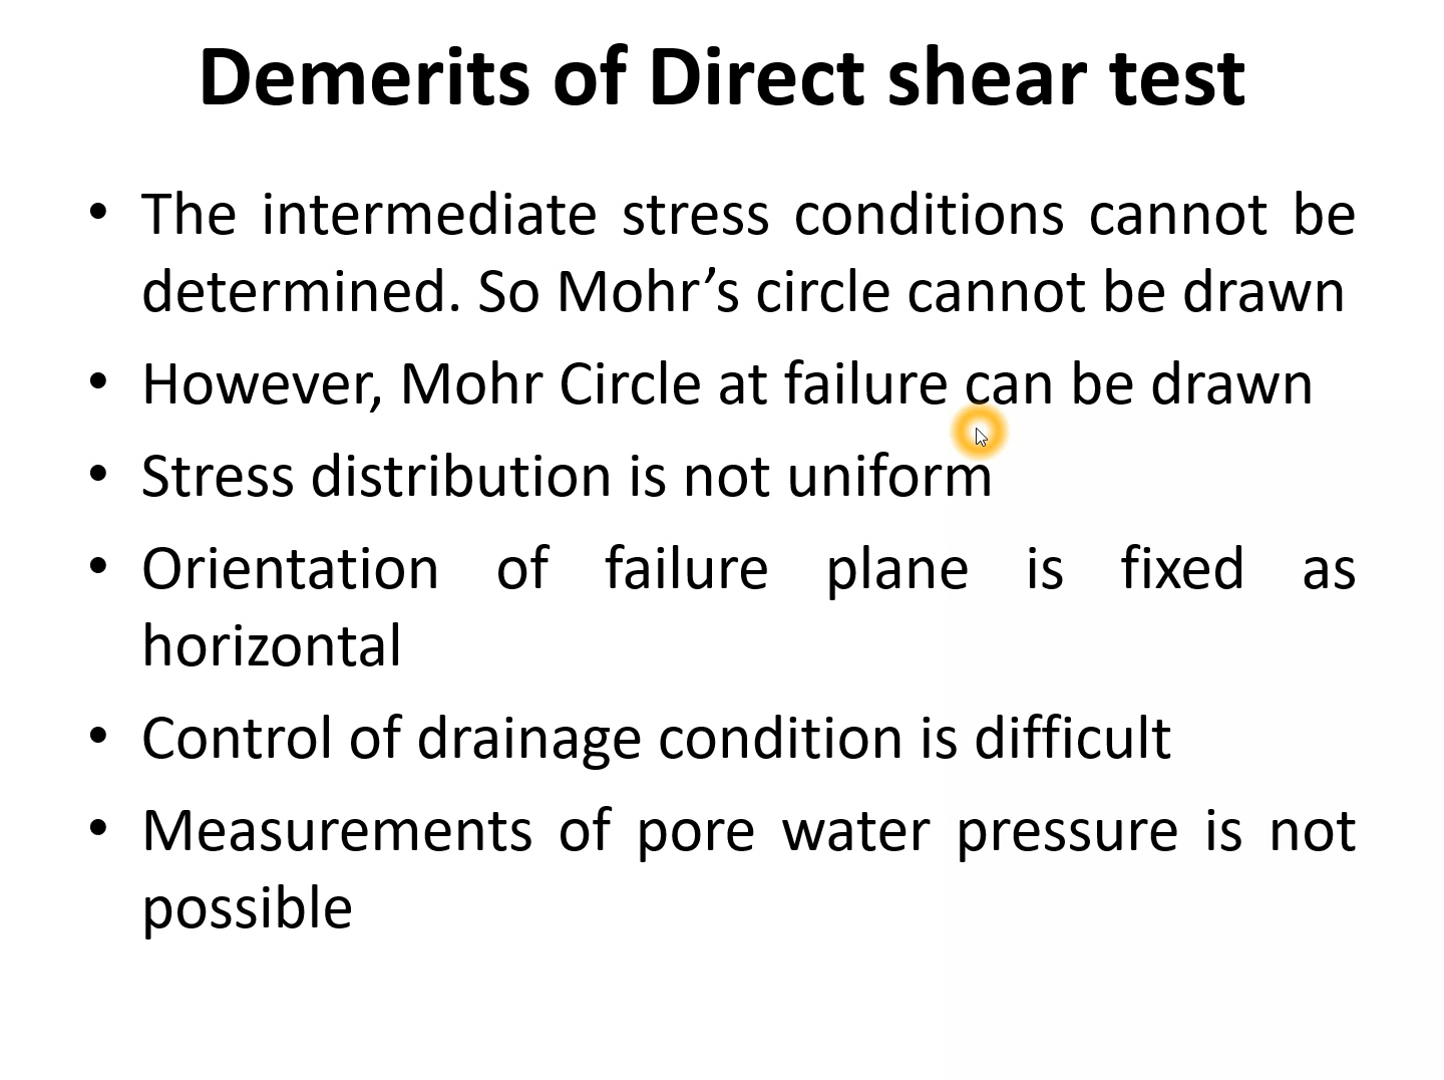 Demerits of Direct shear test
• The intermediate stress conditions cannot be
determined. So Mohr’s circle cannot be drawn
• However, Mohr Circle at failure can be drawn
• Stress distribution is not uniform
• Orientation of failure plane is fixed as
horizontal
• Control of drainage condition is difficult
• Measurements of pore water pressure is not
possible